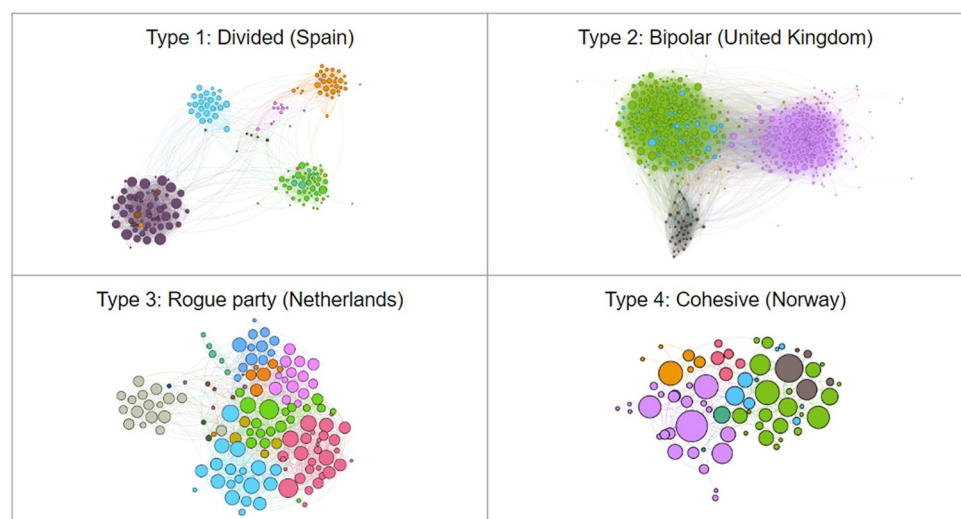 Type 1: Divided (Spain)
Type 2: Bipolar (United Kingdom)
Type 3: Rogue party (Netherlands)
Type 4: Cohesive (Norway)